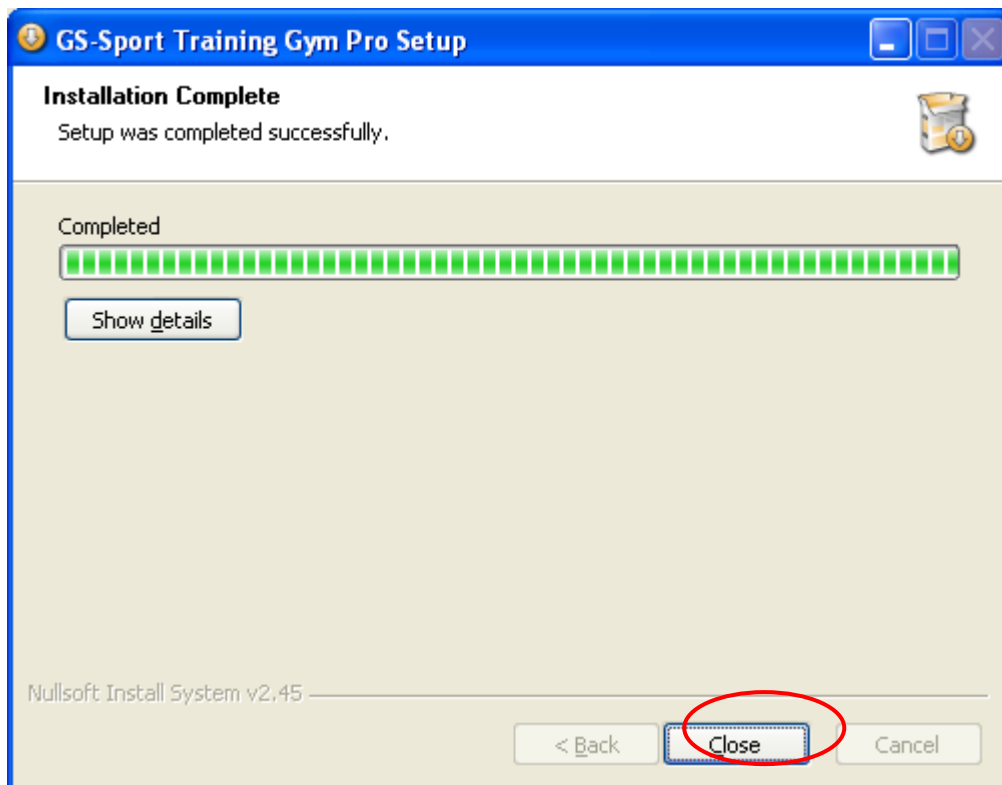 GS-Sport Training Gym Pro Setup
Installation Complete
Setup was completed successfully.
Completed
Show details
Nullsoft Install System v2.45
< Back Close Cancel